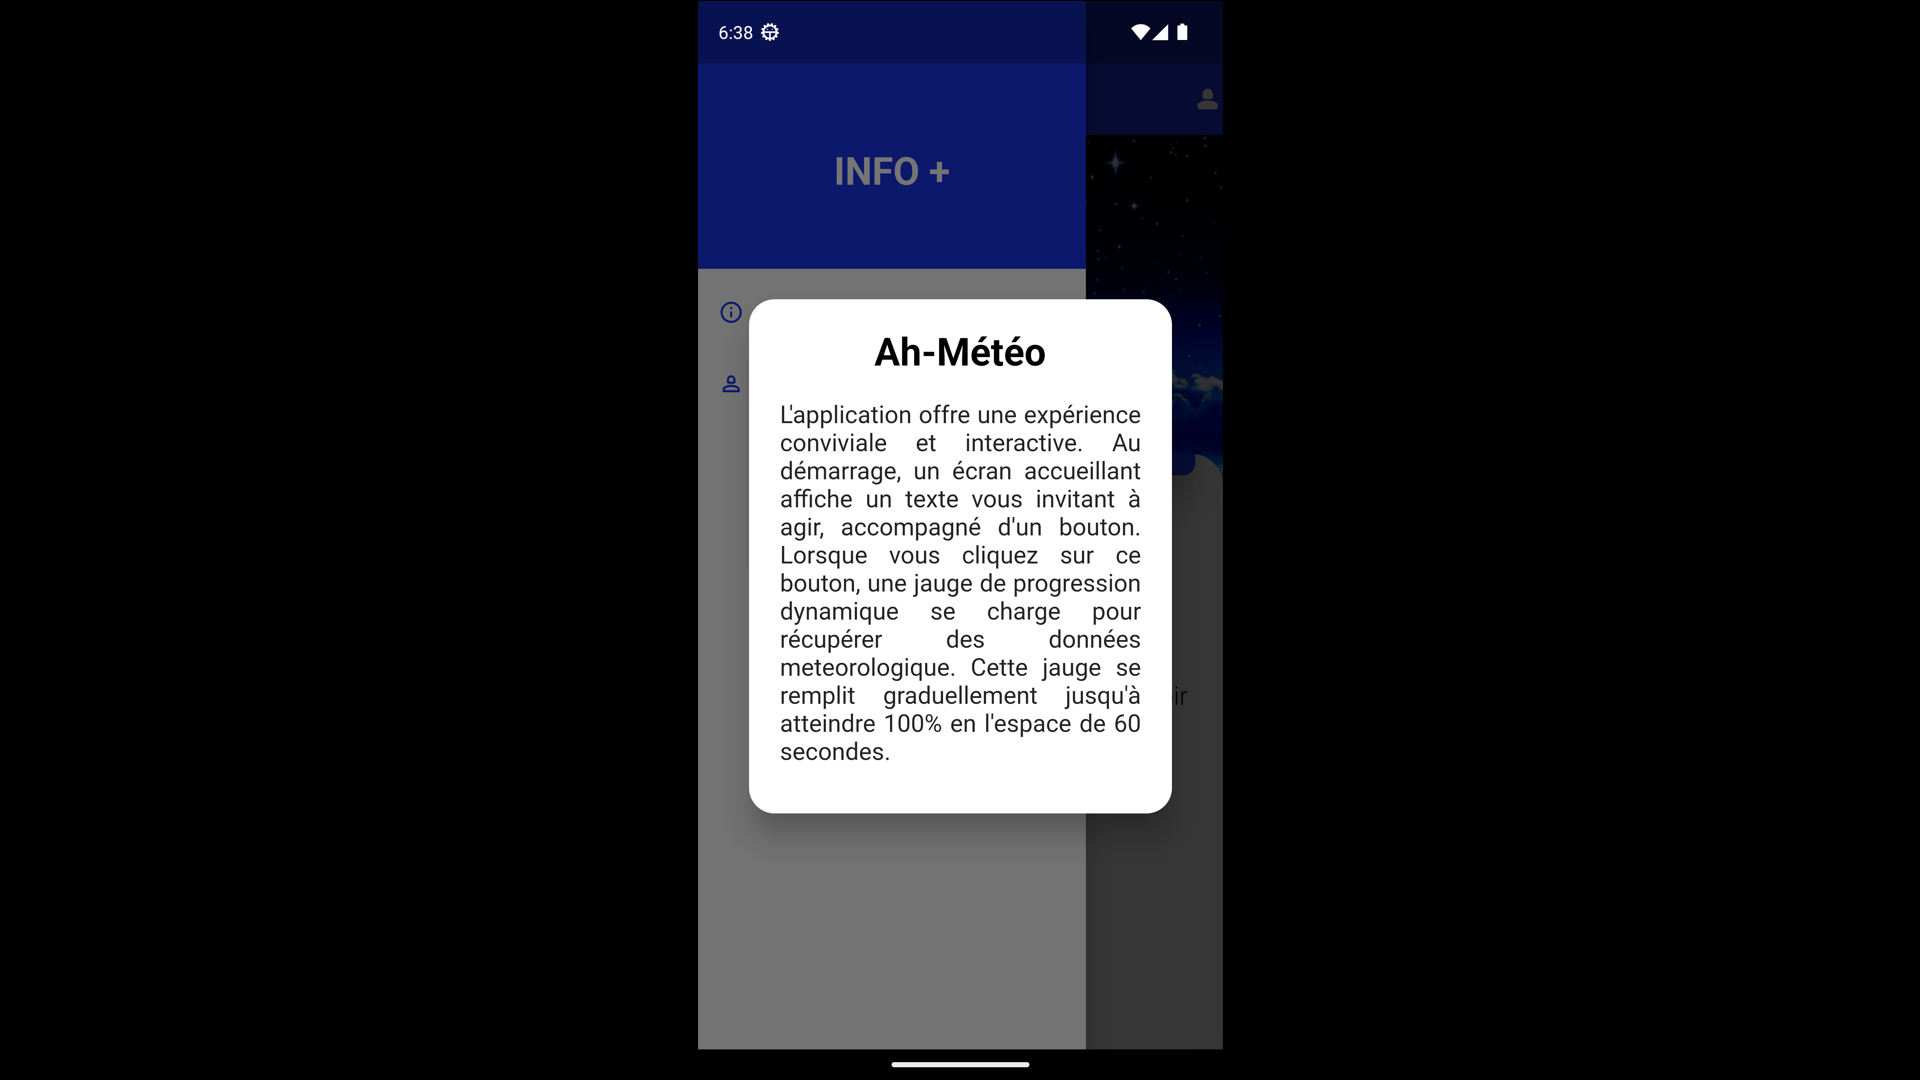 6:38
INFO +
Ah-Météo
L'application offre une expérience
conviviale et interactive. Au
démarrage, un écran accueillant
affiche un texte vous invitant à
agir, accompagné d'un bouton.
Lorsque vous cliquez sur ce
bouton, une jauge de progression
dynamique se charge pour
récupérer des données
meteorologique. Cette jauge se
remplit graduellement jusqu'à
atteindre 100% en l'espace de 60
secondes.
ir